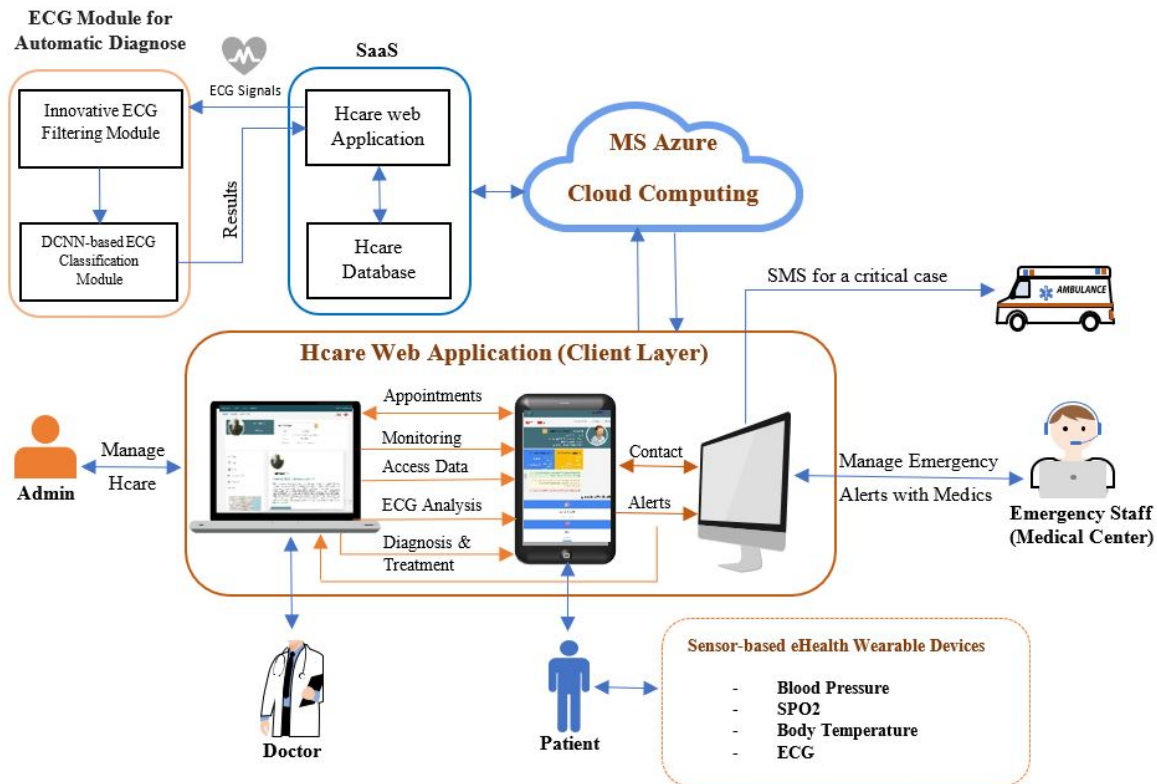 ECG Module for
Automatic Diagnose
SaaS
ECG Signals
Innovative ECG
Filtering Module
Hcare web
Application
MS Azure
Cloud Computing
Results
DCNN-based ECG
Classification
Module
Hcare
Database
SMS for a critical case
AMBULANCE
Hcare Web Application (Client Layer)
Appointments
Monitoring
Access Data
ECG Analysis
Diagnosis &
Treatment
Contact
Alerts
Manage
Hcare
Admin
Manage Emergency
Alerts with Medics
Emergency Staff
(Medical Center)
Doctor
Patient
Sensor-based eHealth Wearable Devices
- Blood Pressure
- SPO2
- Body Temperature
- ECG